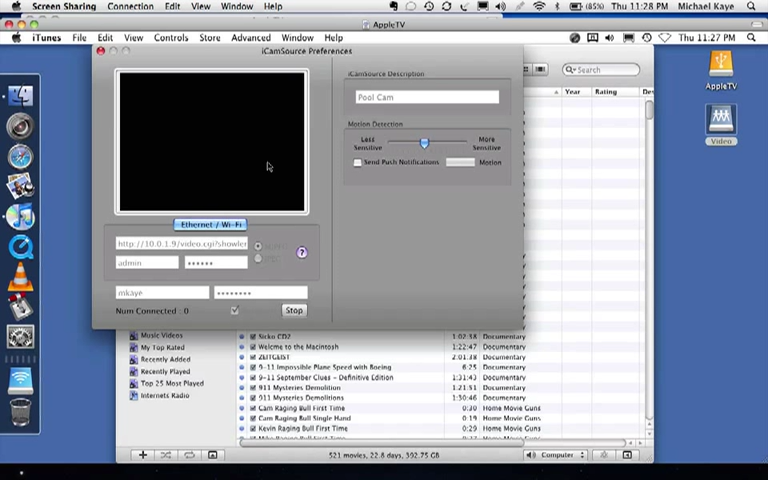 Screen Sharing Connection Edit View Window Help (85%) Thu 11:28 PM Michael Kaye
AppleTV
iTunes File Edit View Controls Store Advanced Window Help Thu 11:27 PM
iCamSource Preferences
iCamSource Description
Pool Cam
Motion Detection
Less Sensitive
More Sensitive
Send Push Notifications
Motion
Ethernet / Wi-Fi
http://10.0.1.9/video.cgi?showler
admin ••••••
?
mkaye ••••••••
Num Connected : 0
Stop
Search
Year Rating
AppleTV
Video
Music Videos
My Top Rated
Recently Added
Recently Played
Top 25 Most Played
Internets Radio
1:02:18 Documentary
Welcome to the Macintosh 1:22:47 Documentary
ZEITGEIST 2:01:38 Documentary
9-11 Impossible Plane Speed with Boeing 6:25 Documentary
9-11 September Clues - Definitive Edition 1:31:43 Documentary
911 Mysteries Demolition 1:21:51 Documentary
911 Mysteries Demolitions 1:30:46 Documentary
Cam Raging Bull First Time 0:30 Home Movie Guns
Cam Raging Bull Single Hand 0:19 Home Movie Guns
Kevin Raging Bull First Time 0:29 Home Movie Guns
521 movies, 22.8 days, 392.75 GB
Computer